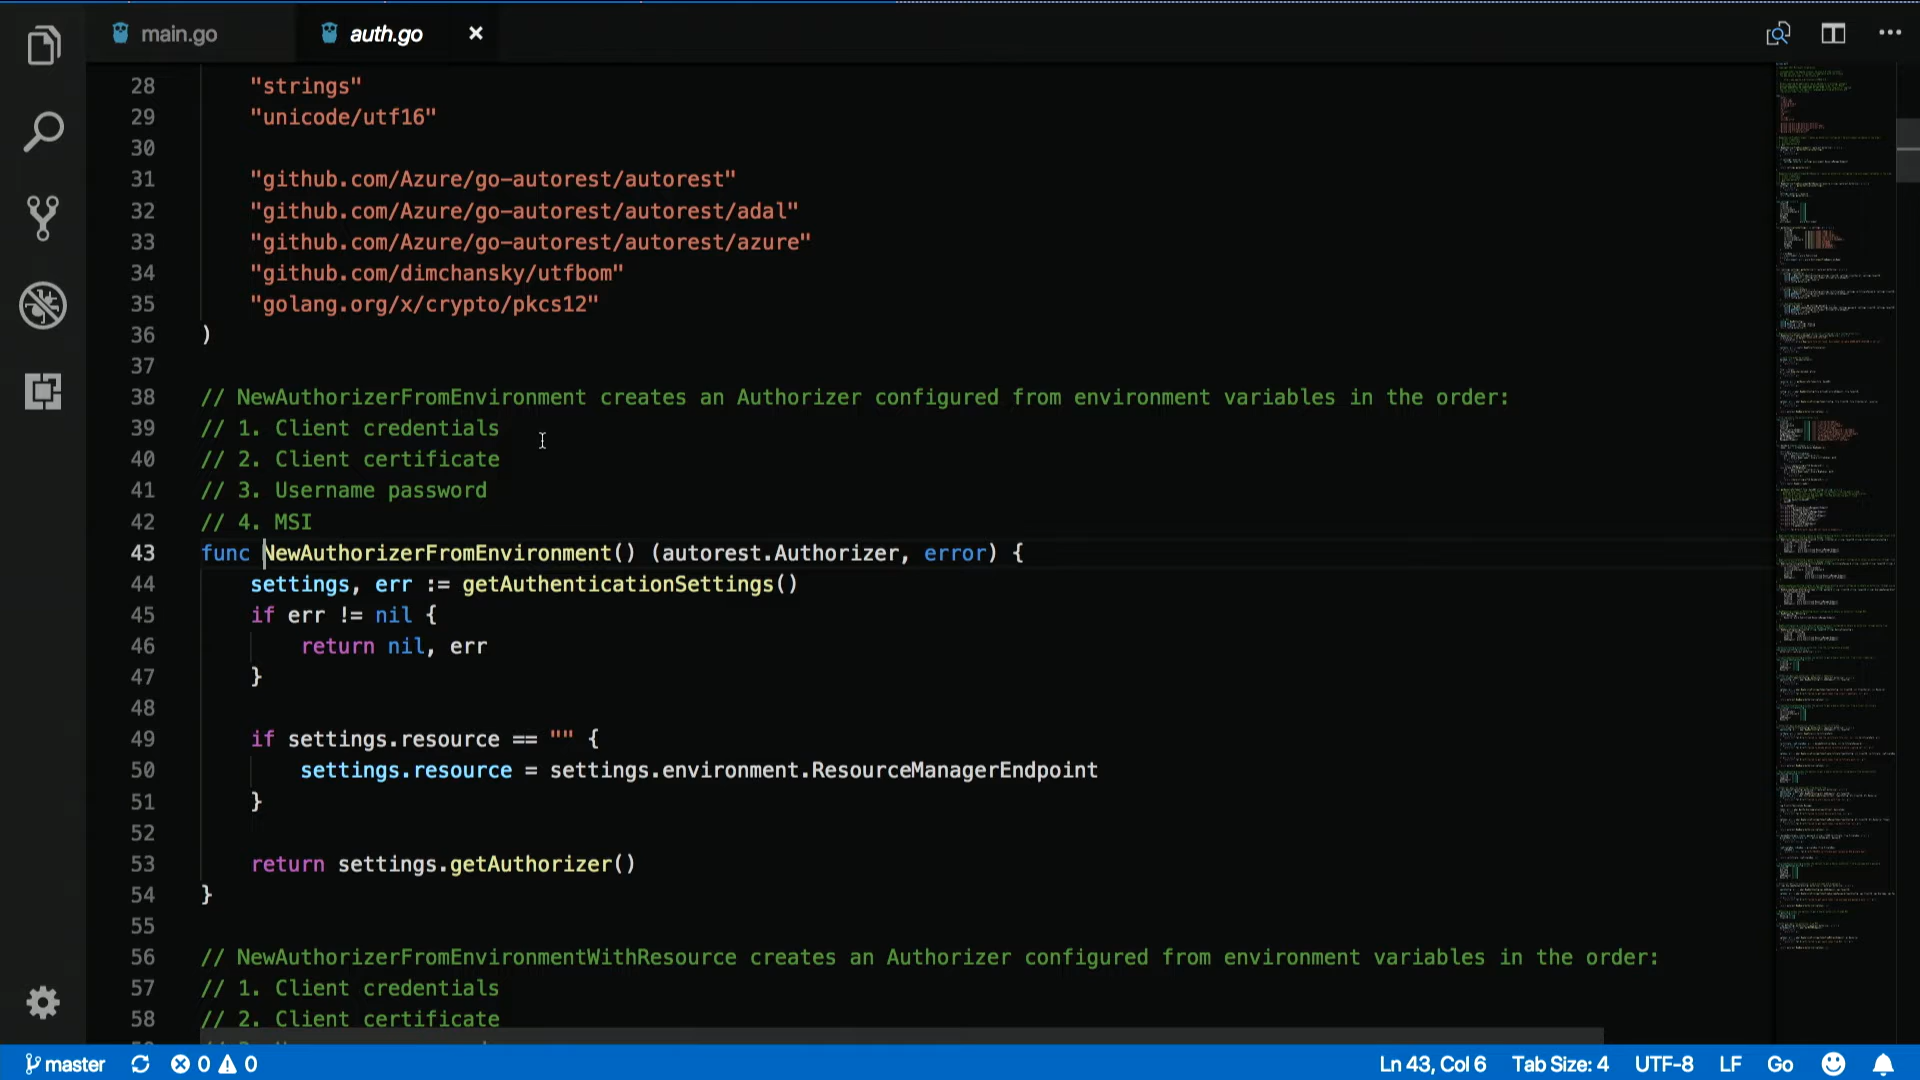 main.go
auth.go
28 "strings"
29 "unicode/utf16"
30
31 "github.com/Azure/go-autorest/autorest"
32 "github.com/Azure/go-autorest/autorest/adal"
33 "github.com/Azure/go-autorest/autorest/azure"
34 "github.com/dimchansky/utfbom"
35 "golang.org/x/crypto/pkcs12"
36 )
37
38 // NewAuthorizerFromEnvironment creates an Authorizer configured from environment variables in the order:
39 // 1. Client credentials
40 // 2. Client certificate
41 // 3. Username password
42 // 4. MSI
43 func NewAuthorizerFromEnvironment() (autorest.Authorizer, error) {
44 settings, err := getAuthenticationSettings()
45 if err != nil {
46 return nil, err
47 }
48
49 if settings.resource == "" {
50 settings.resource = settings.environment.ResourceManagerEndpoint
51 }
52
53 return settings.getAuthorizer()
54 }
55
56 // NewAuthorizerFromEnvironmentWithResource creates an Authorizer configured from environment variables in the order:
57 // 1. Client credentials
58 // 2. Client certificate
master 0 0 Ln 43, Col 6 Tab Size: 4 UTF-8 LF Go